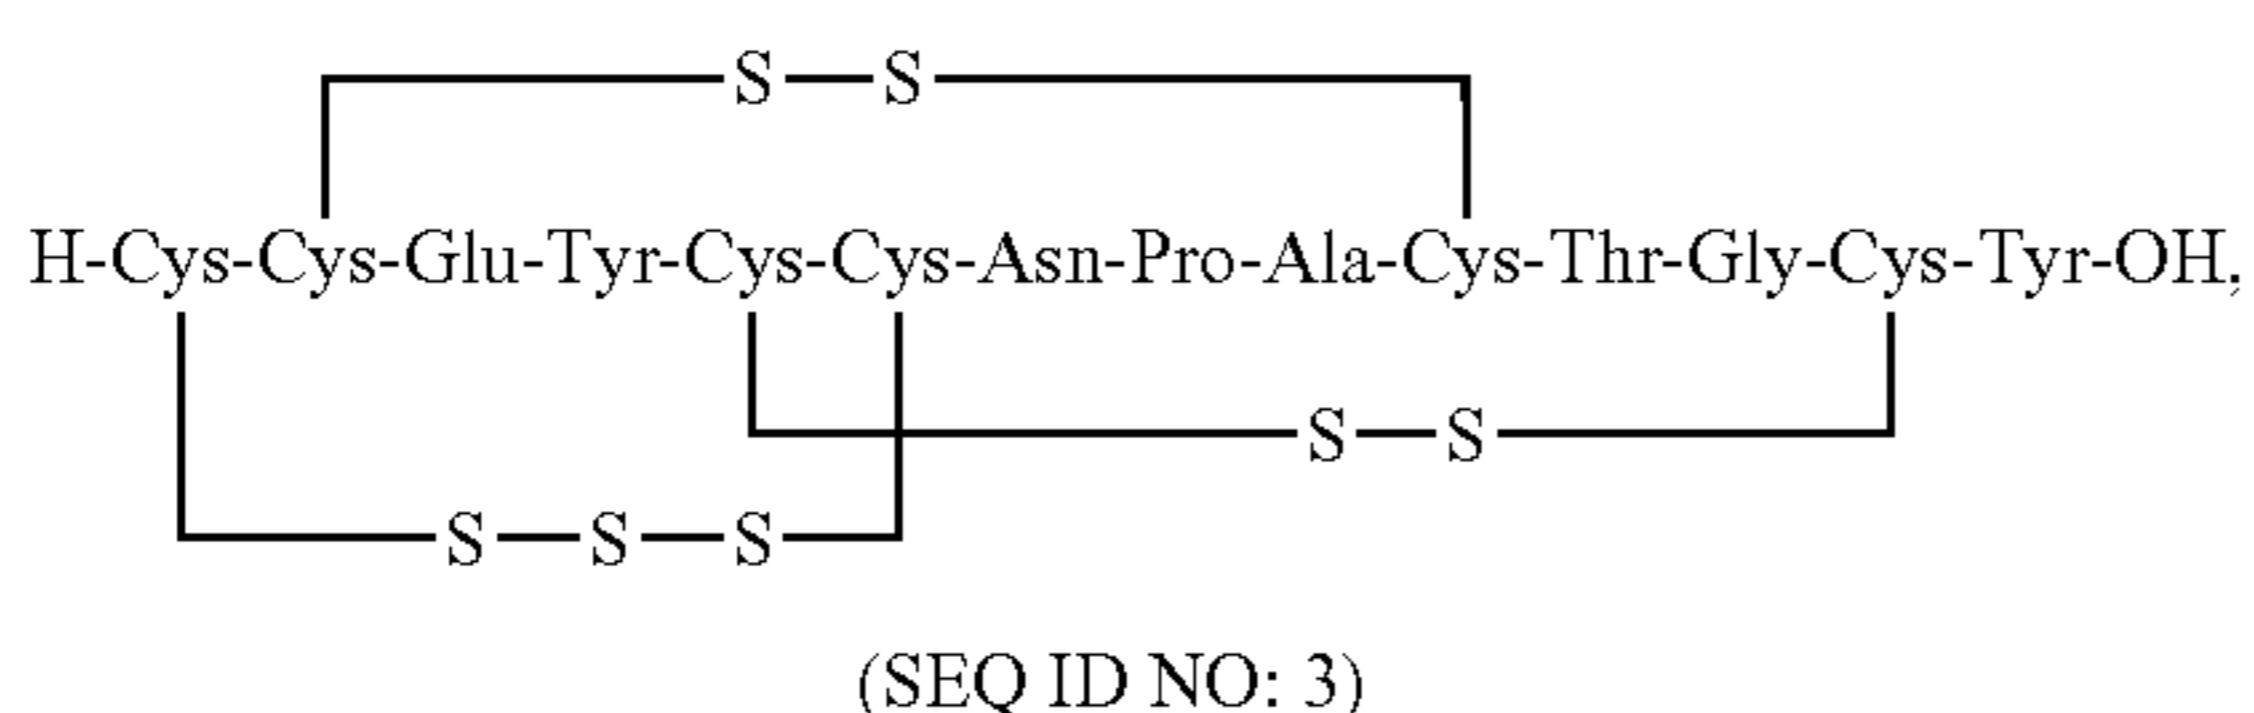 S—S
H-Cys-Cys-Glu-Tyr-Cys-Cys-Asn-Pro-Ala-Cys-Thr-Gly-Cys-Tyr-OH,
S—S
S—S—S
(SEQ ID NO: 3)